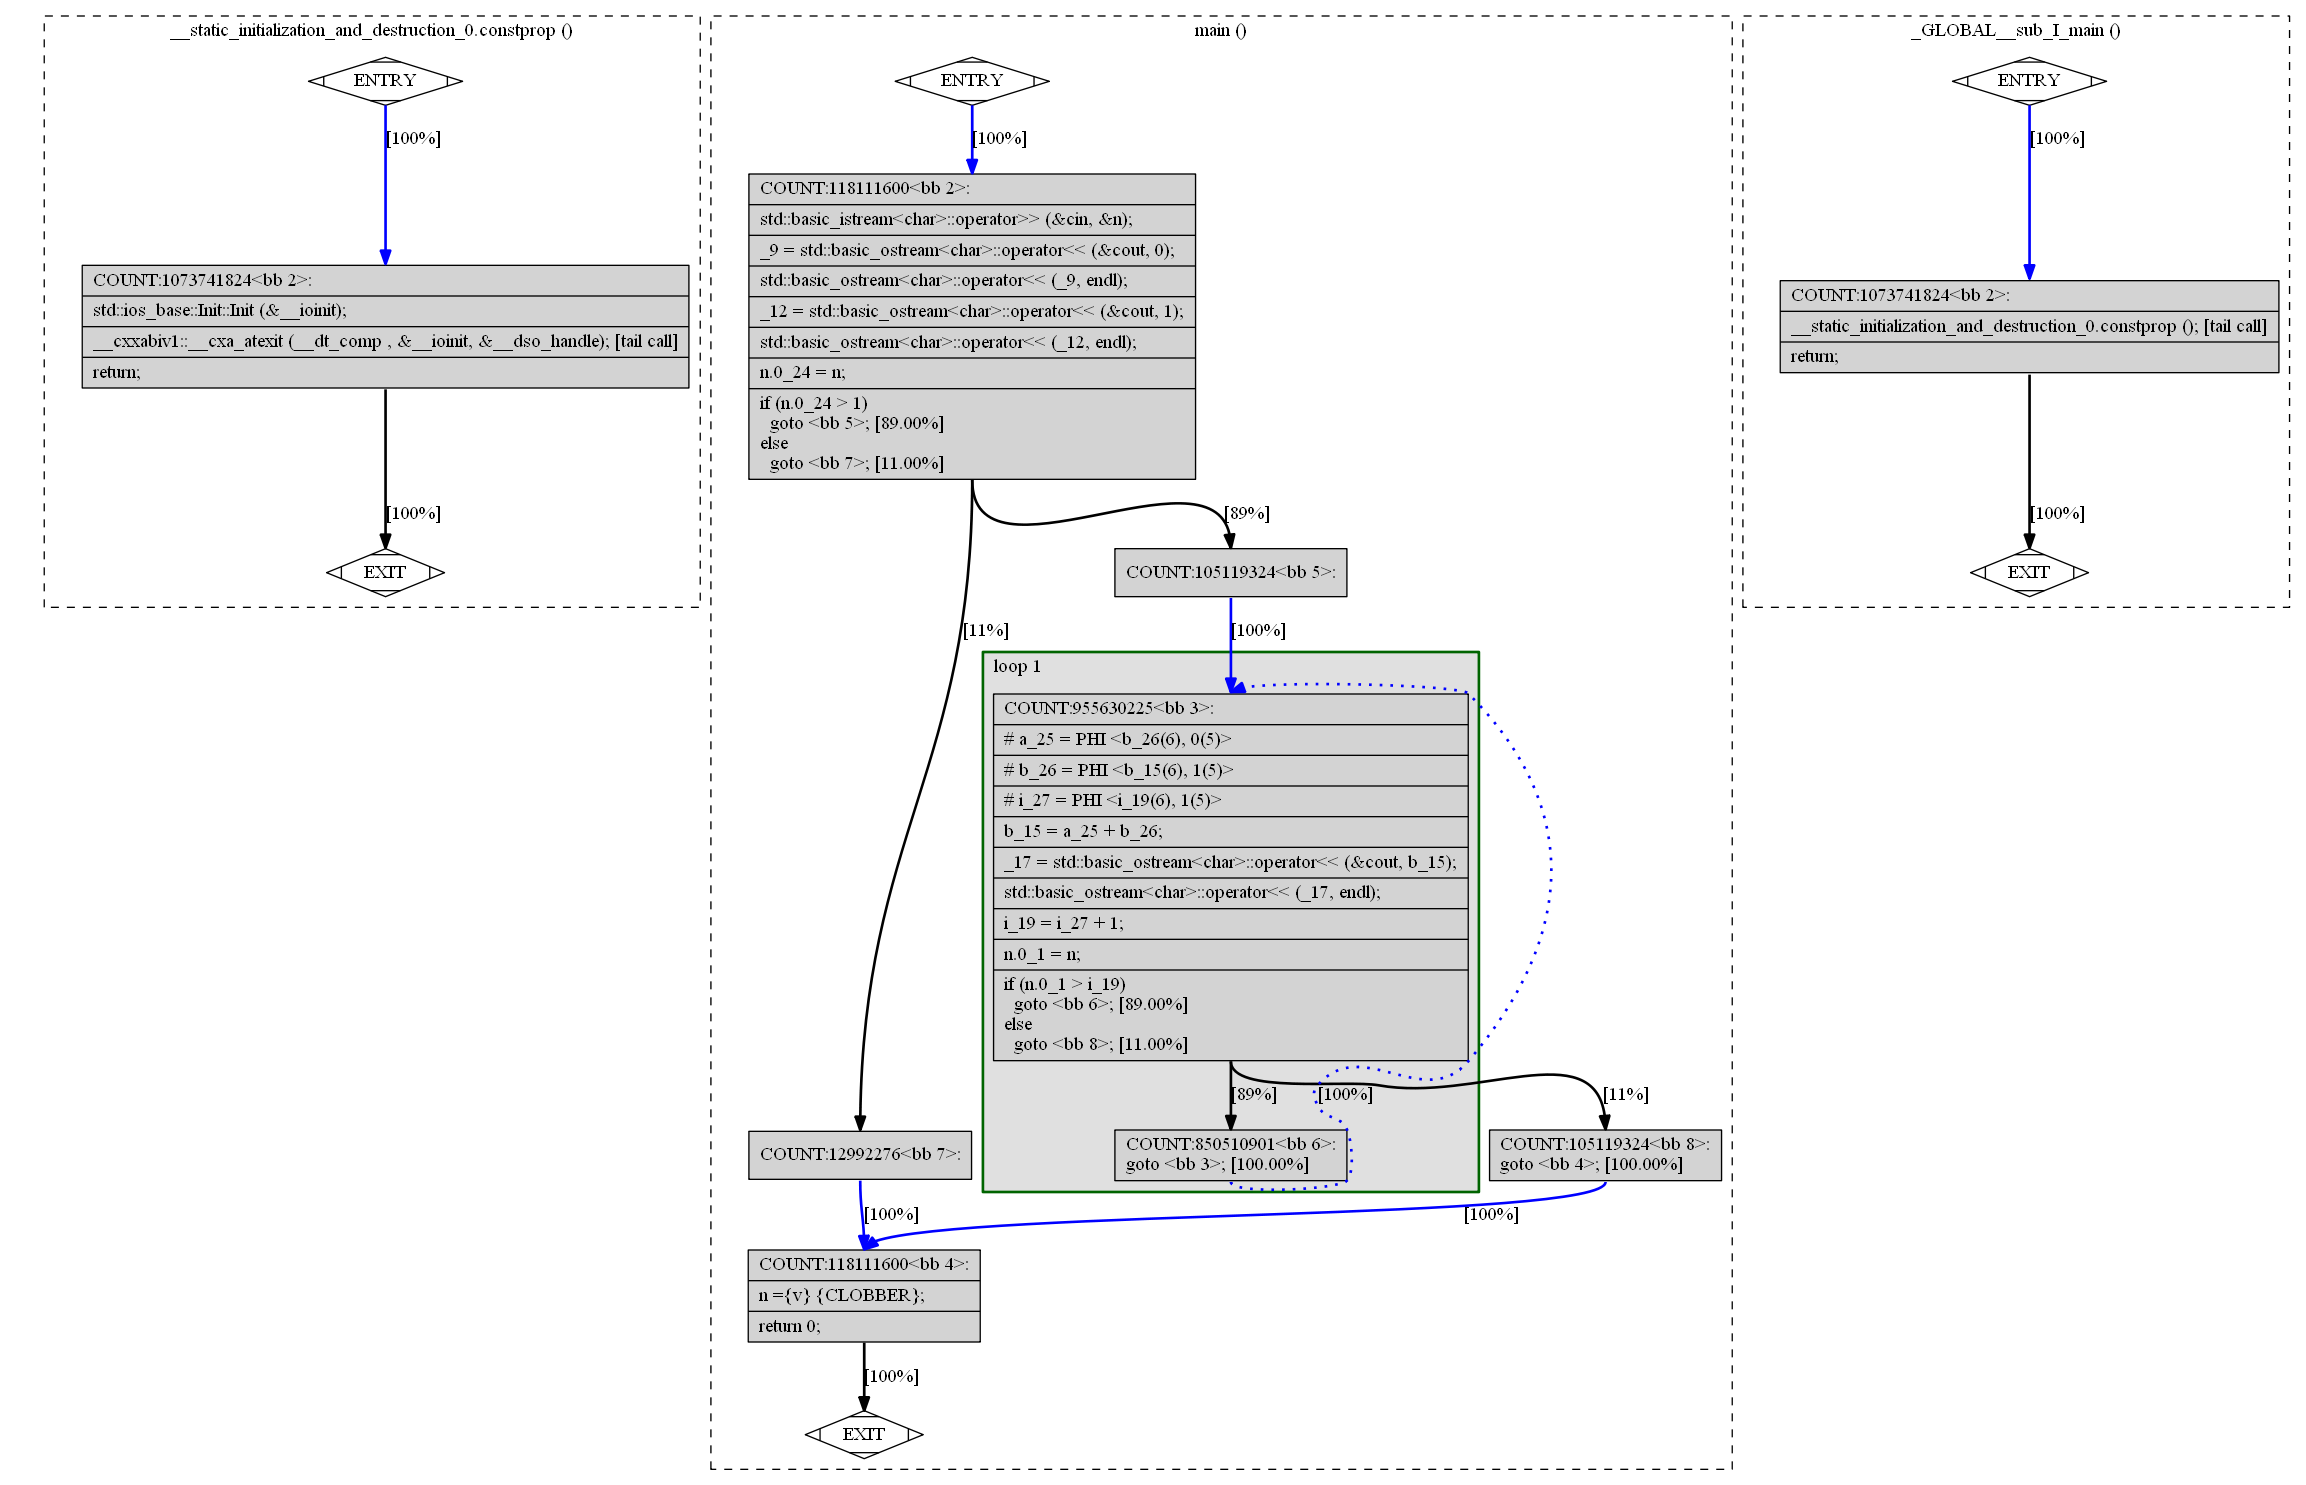 __static_initialization_and_destruction_0.constprop ()
ENTRY
[100%]
COUNT:1073741824<bb 2>:
std::ios_base::Init::Init (&__ioinit);
__cxxabiv1::__cxa_atexit (__dt_comp , &__ioinit, &__dso_handle); [tail call]
return;
[100%]
EXIT
main ()
ENTRY
[100%]
COUNT:118111600<bb 2>:
std::basic_istream<char>::operator>> (&cin, &n);
_9 = std::basic_ostream<char>::operator<< (&cout, 0);
std::basic_ostream<char>::operator<< (_9, endl);
_12 = std::basic_ostream<char>::operator<< (&cout, 1);
std::basic_ostream<char>::operator<< (_12, endl);
n.0_24 = n;
if (n.0_24 > 1)
goto <bb 5>; [89.00%]
else
goto <bb 7>; [11.00%]
[89%]
COUNT:105119324<bb 5>:
[11%]
[100%]
loop 1
COUNT:955630225<bb 3>:
# a_25 = PHI <b_26(6), 0(5)>
# b_26 = PHI <b_15(6), 1(5)>
# i_27 = PHI <i_19(6), 1(5)>
b_15 = a_25 + b_26;
_17 = std::basic_ostream<char>::operator<< (&cout, b_15);
std::basic_ostream<char>::operator<< (_17, endl);
i_19 = i_27 + 1;
n.0_1 = n;
if (n.0_1 > i_19)
goto <bb 6>; [89.00%]
else
goto <bb 8>; [11.00%]
[89%]
[100%]
[11%]
COUNT:12992276<bb 7>:
COUNT:850510901<bb 6>:
goto <bb 3>; [100.00%]
COUNT:105119324<bb 8>:
goto <bb 4>; [100.00%]
[100%]
[100%]
COUNT:118111600<bb 4>:
n ={v} {CLOBBER};
return 0;
[100%]
EXIT
_GLOBAL__sub_I_main ()
ENTRY
[100%]
COUNT:1073741824<bb 2>:
__static_initialization_and_destruction_0.constprop (); [tail call]
return;
[100%]
EXIT